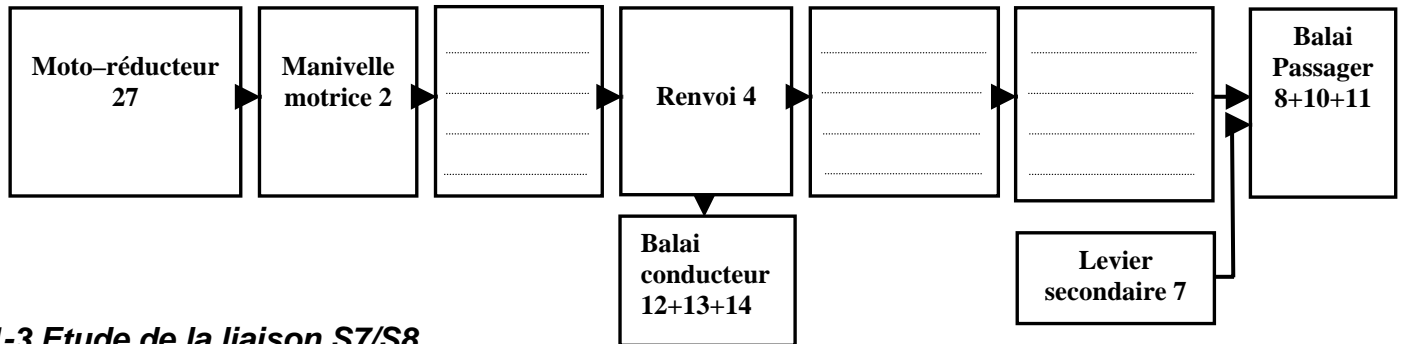 Moto–réducteur
27
Manivelle
motrice 2
Renvoi 4
Balai
Passager
8+10+11
Balai
conducteur
12+13+14
Levier
secondaire 7
-3 Etude de la liaison S7/S8